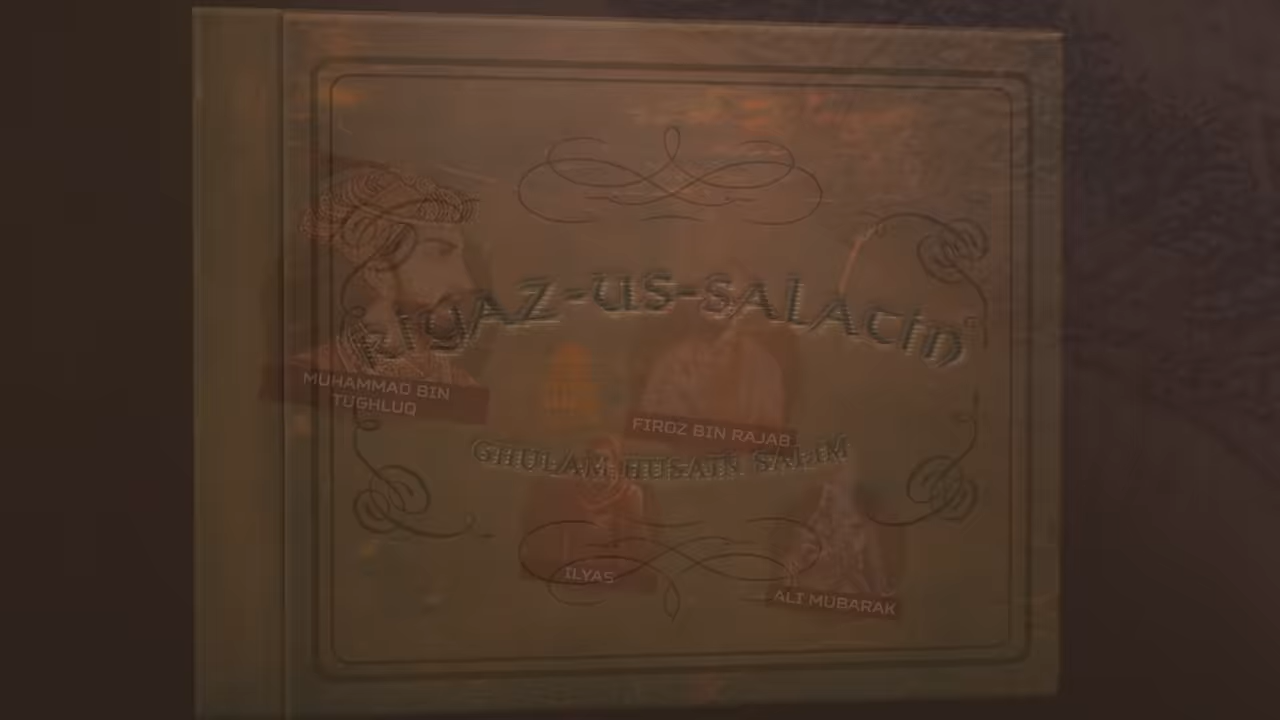 RIYAZ-US-SALATIN
MUHAMMAD BIN
TUGHLUQ
FIROZ BIN RAJAB
GHULAM HUSAIN SALIM
ILYAS
ALI MUBARAK